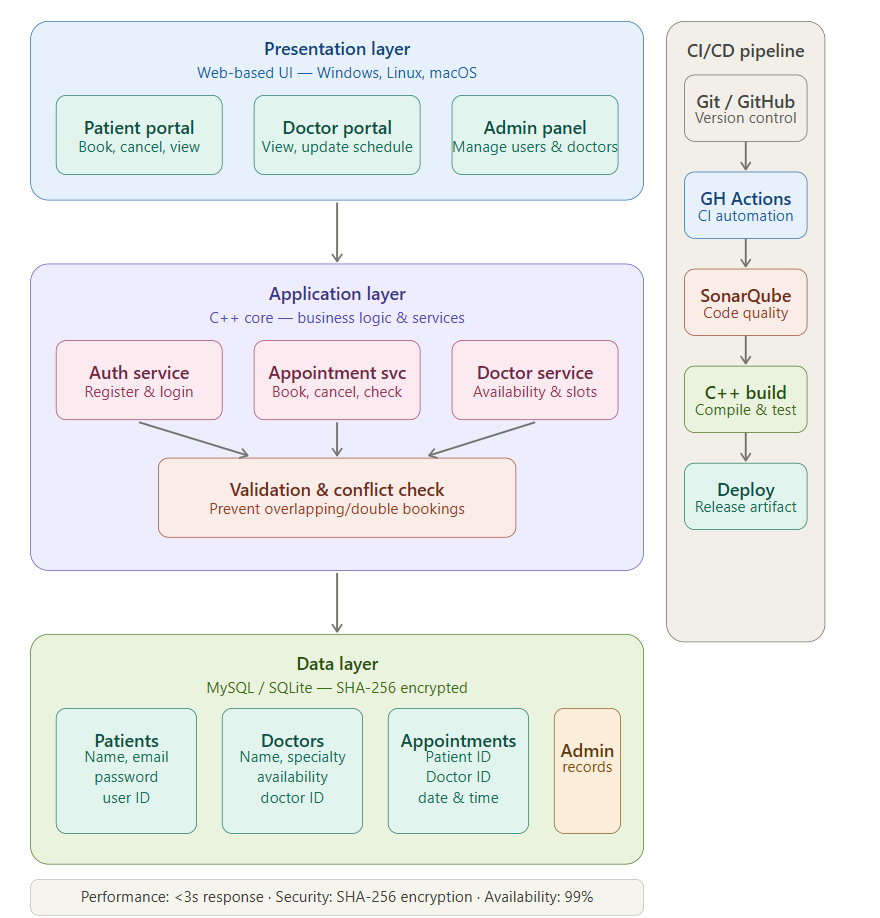 Presentation layer
Web-based UI — Windows, Linux, macOS
Patient portal
Book, cancel, view
Doctor portal
View, update schedule
Admin panel
Manage users & doctors
Application layer
C++ core — business logic & services
Auth service
Register & login
Appointment svc
Book, cancel, check
Doctor service
Availability & slots
Validation & conflict check
Prevent overlapping/double bookings
Data layer
MySQL / SQLite — SHA-256 encrypted
Patients
Name, email
password
user ID
Doctors
Name, specialty
availability
doctor ID
Appointments
Patient ID
Doctor ID
date & time
Admin
records
Performance: <3s response · Security: SHA-256 encryption · Availability: 99%
CI/CD pipeline
Git / GitHub
Version control
GH Actions
CI automation
SonarQube
Code quality
C++ build
Compile & test
Deploy
Release artifact